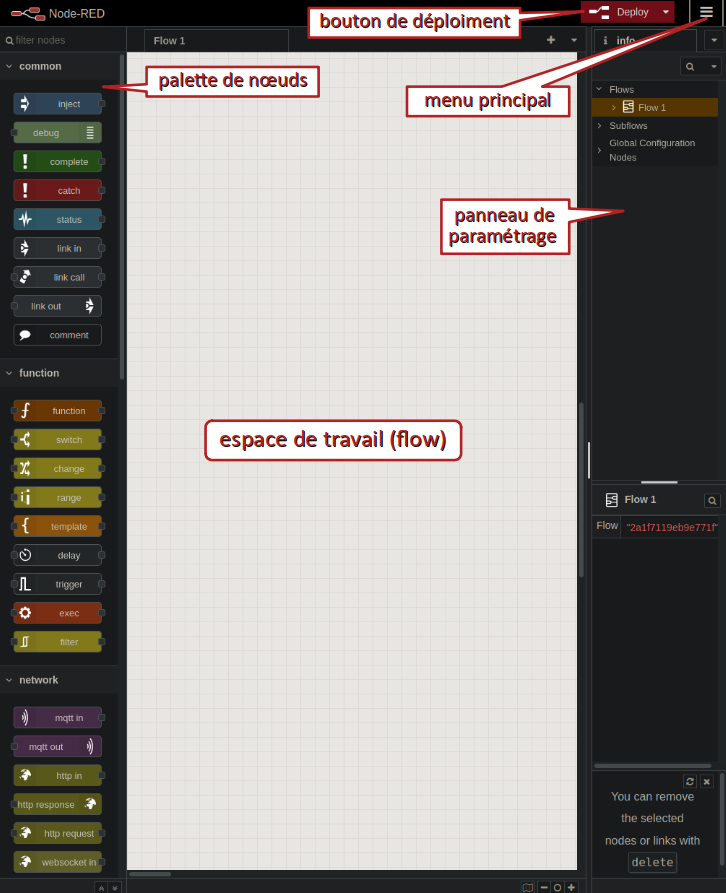 Node-RED
bouton de déploiment
Deploy
filter nodes
Flow 1
info
common
palette de nœuds
menu principal
inject
debug
complete
catch
status
link in
link call
link out
comment
Flows
Flow 1
Subflows
Global Configuration
Nodes
panneau de
paramétrage
function
function
switch
change
range
template
delay
trigger
exec
filter
espace de travail (flow)
Flow 1
Flow "2a1f7119eb9e771f"
network
mqtt in
mqtt out
http in
http response
http request
websocket in
You can remove
the selected
nodes or links with
delete